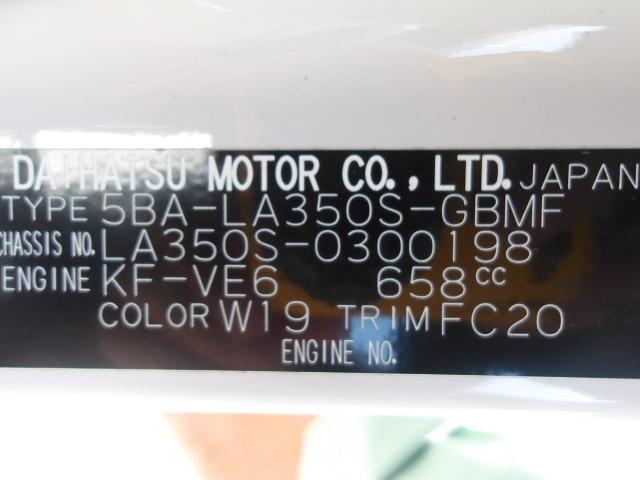 DAIHATSU MOTOR CO., LTD. JAPAN
TYPE 5BA-LA350S-GBMF
CHASSIS NO. LA350S-0300198
ENGINE KF-VE6 658cc
COLOR W19 TRIM FC20
ENGINE NO.